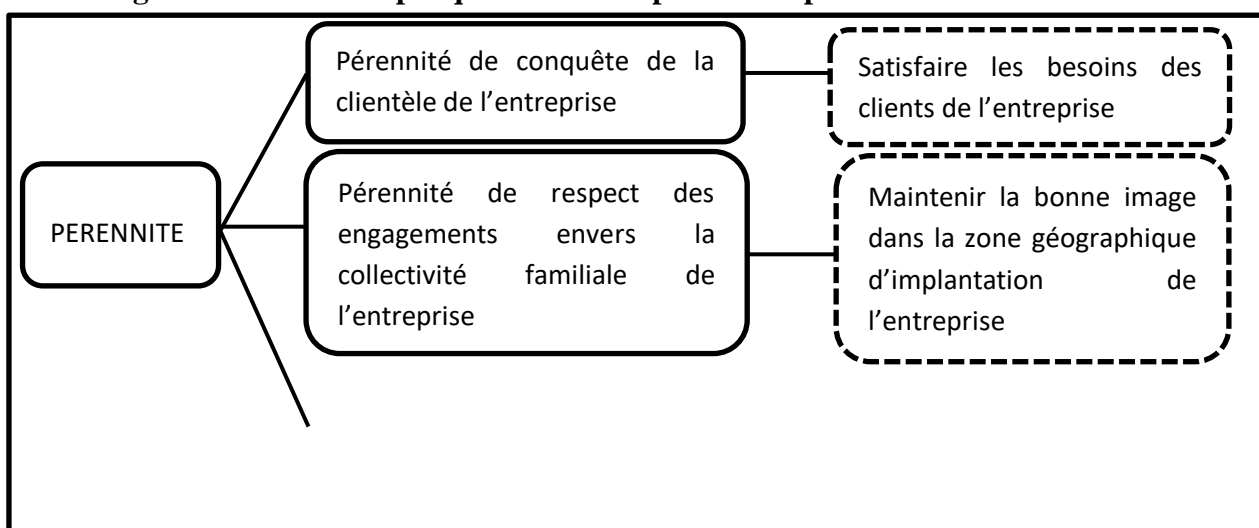 Pérennité de conquête de la
clientèle de l’entreprise
Satisfaire les besoins des
clients de l’entreprise
PERENNITE
Pérennité de respect des
engagements envers la
collectivité familiale de
l’entreprise
Maintenir la bonne image
dans la zone géographique
d’implantation de
l’entreprise